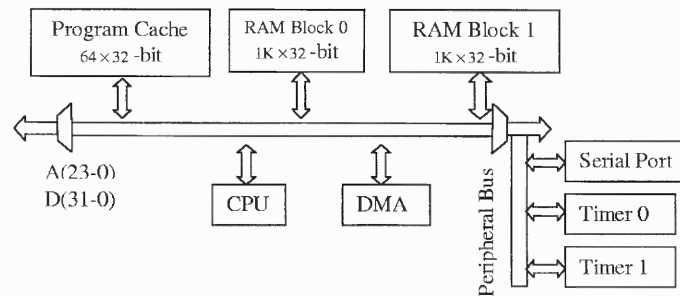 Program Cache
64×32-bit
RAM Block 0
1K×32-bit
RAM Block 1
1K×32-bit
A(23-0)
D(31-0)
CPU
DMA
Peripheral Bus
Serial Port
Timer 0
Timer 1